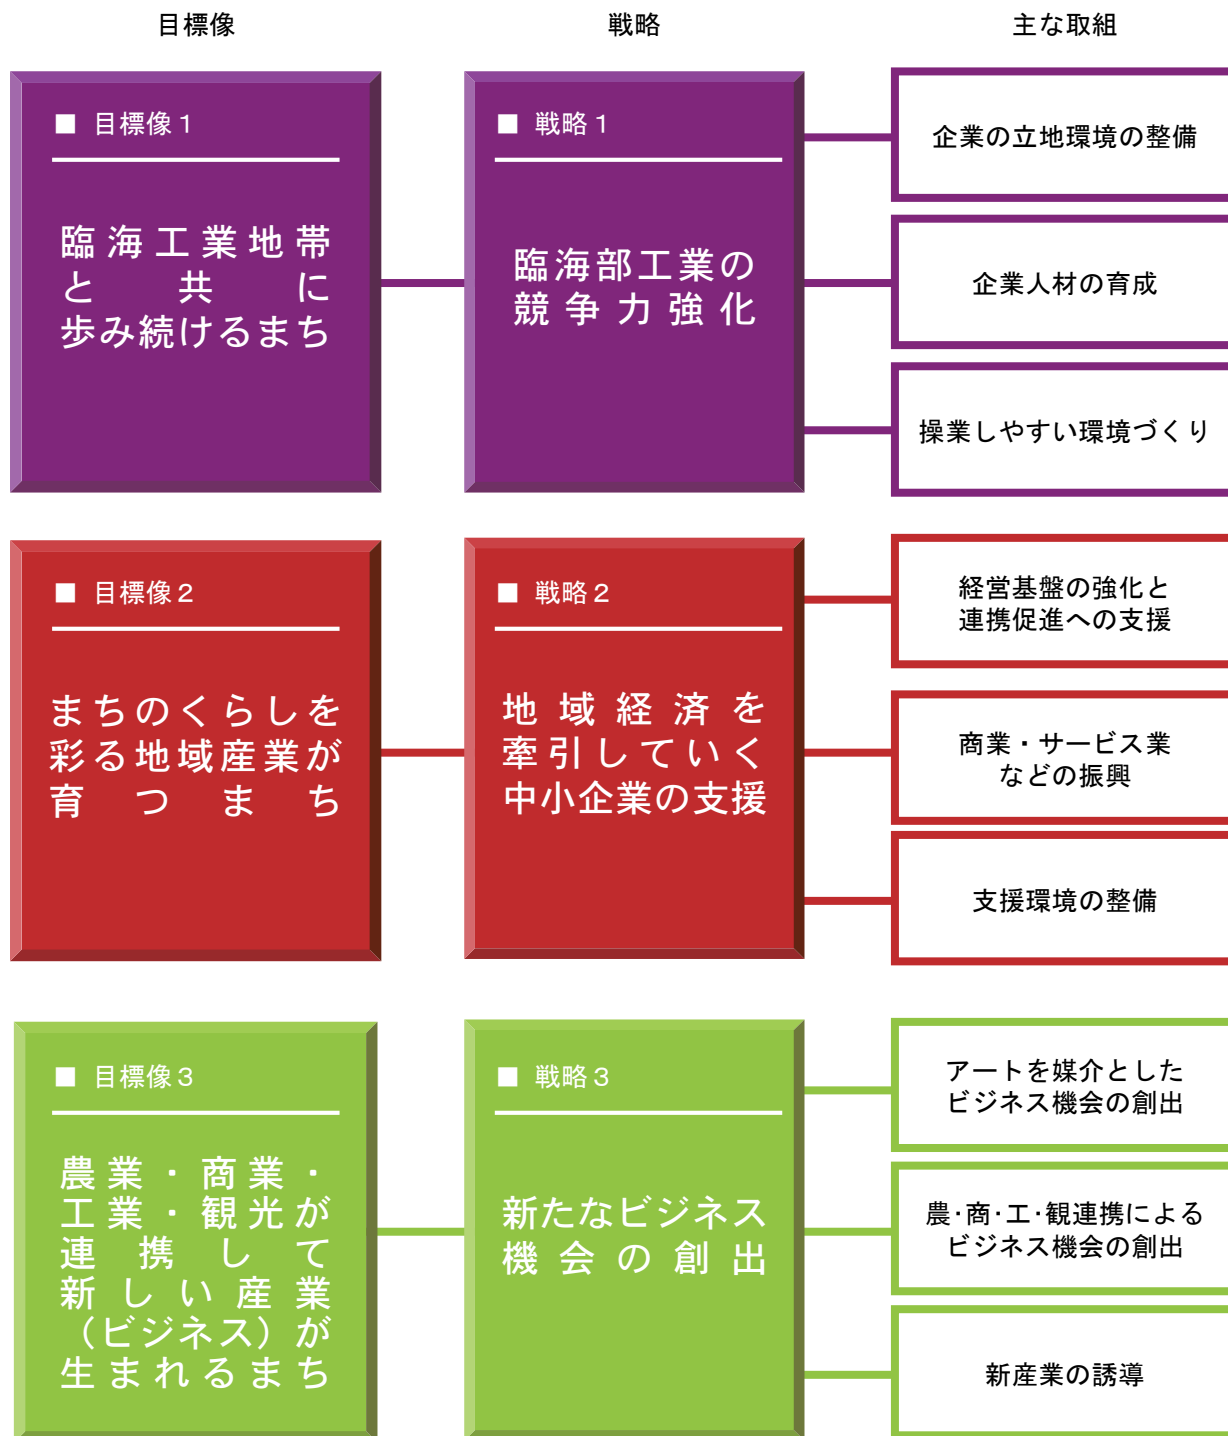 目標像
戦略
主な取組
■ 目標像1
臨海工業地帯
と共に
歩み続けるまち
■ 戦略1
臨海部工業の
競争力強化
企業の立地環境の整備
企業人材の育成
操業しやすい環境づくり
■ 目標像2
まちのくらしを
彩る地域産業が
育つまち
■ 戦略2
地域経済を
牽引していく
中小企業の支援
経営基盤の強化と
連携促進への支援
商業・サービス業
などの振興
支援環境の整備
■ 目標像3
農業・商業・
工業・観光が
連携して
新しい産業
（ビジネス）が
生まれるまち
■ 戦略3
新たなビジネス
機会の創出
アートを媒介とした
ビジネス機会の創出
農・商・工・観連携による
ビジネス機会の創出
新産業の誘導